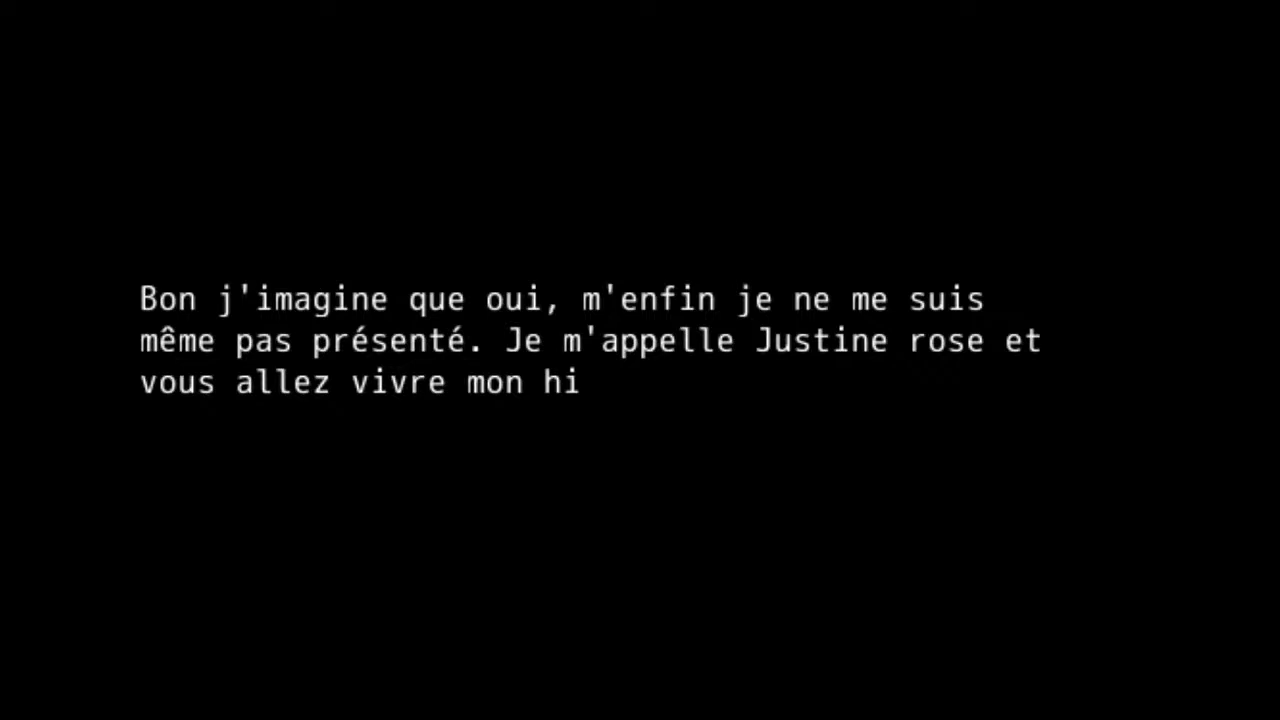 Bon j'imagine que oui, m'enfin je ne me suis
même pas présenté. Je m'appelle Justine rose et
vous allez vivre mon hi